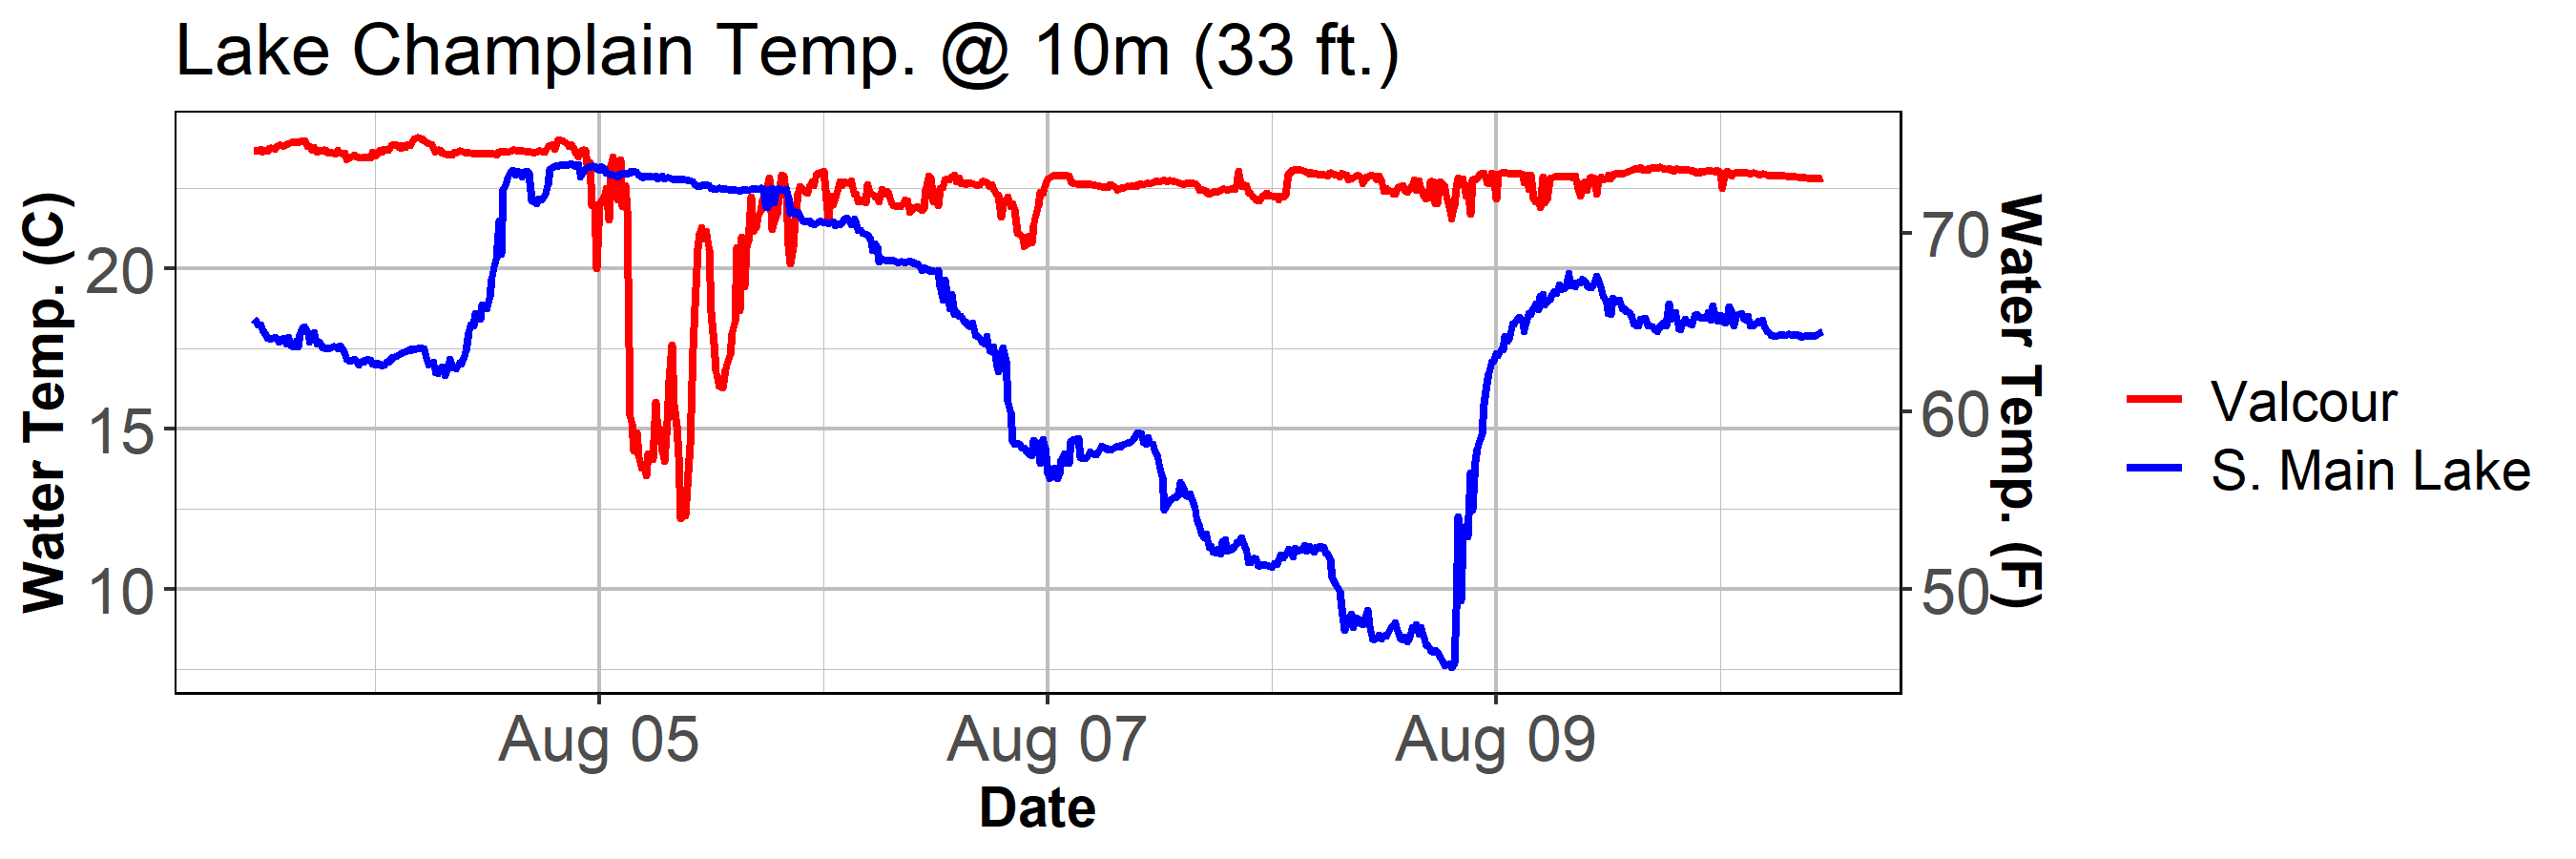 Lake Champlain Temp. @ 10m (33 ft.)
Water Temp. (C)
20
15
10
70
60
50
Water Temp. (F)
Aug 05
Aug 07
Aug 09
Date
Valcour
S. Main Lake